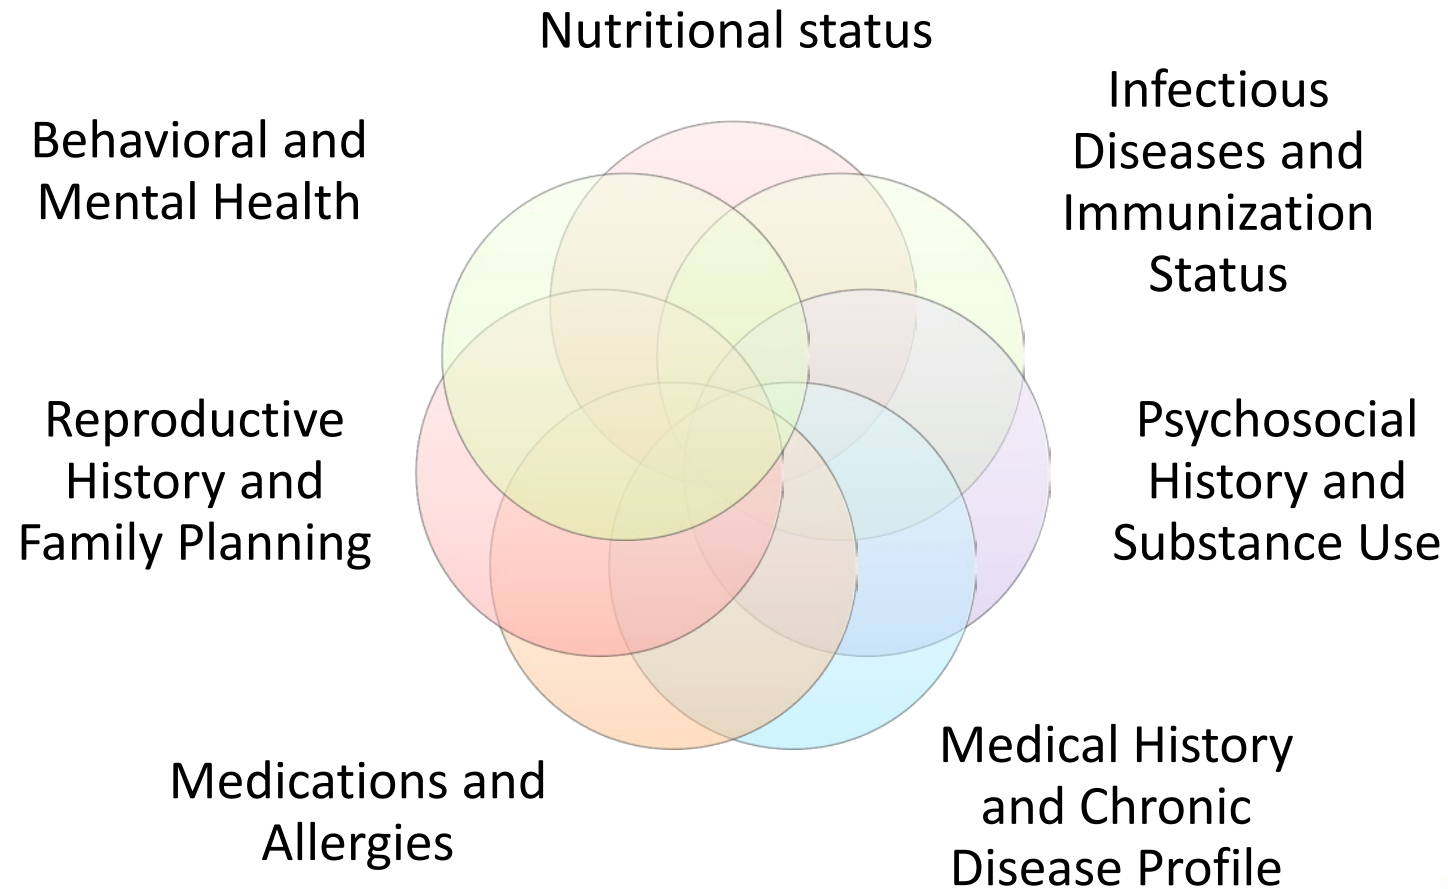 Nutritional status
Infectious
Diseases and
Immunization
Status
Psychosocial
History and
Substance Use
Medical History
and Chronic
Disease Profile
Medications and
Allergies
Reproductive
History and
Family Planning
Behavioral and
Mental Health